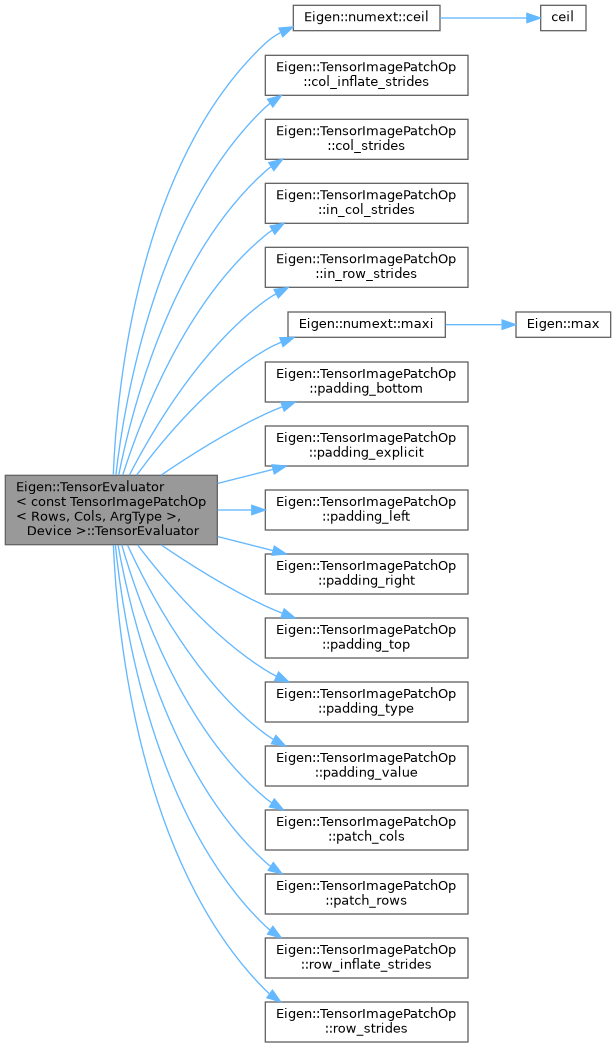 Eigen::numext::ceil
ceil
Eigen::TensorImagePatchOp
::col_inflate_strides
Eigen::TensorImagePatchOp
::col_strides
Eigen::TensorImagePatchOp
::in_col_strides
Eigen::TensorImagePatchOp
::in_row_strides
Eigen::numext::maxi
Eigen::max
Eigen::TensorImagePatchOp
::padding_bottom
Eigen::TensorImagePatchOp
::padding_explicit
Eigen::TensorEvaluator
< const TensorImagePatchOp
< Rows, Cols, ArgType >,
Device >::TensorEvaluator
Eigen::TensorImagePatchOp
::padding_left
Eigen::TensorImagePatchOp
::padding_right
Eigen::TensorImagePatchOp
::padding_top
Eigen::TensorImagePatchOp
::padding_type
Eigen::TensorImagePatchOp
::padding_value
Eigen::TensorImagePatchOp
::patch_cols
Eigen::TensorImagePatchOp
::patch_rows
Eigen::TensorImagePatchOp
::row_inflate_strides
Eigen::TensorImagePatchOp
::row_strides